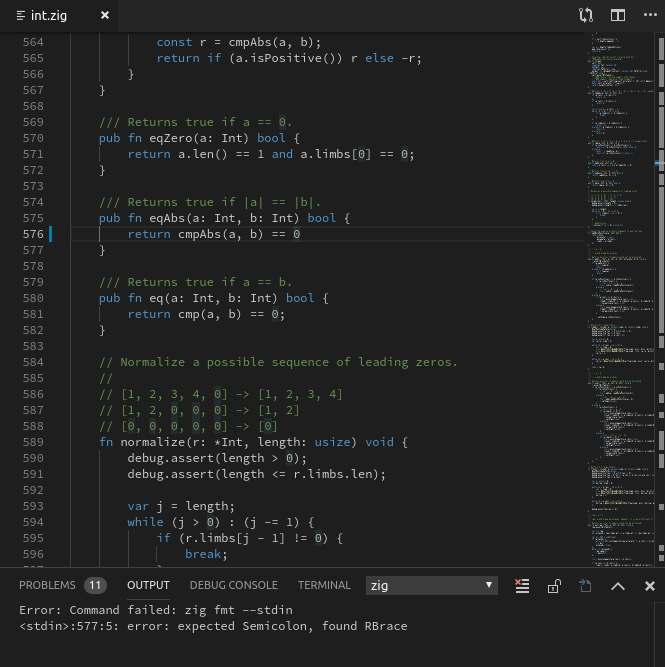 int.zig
564 const r = cmpAbs(a, b);
565 return if (a.isPositive()) r else -r;
566 }
567 }
568
569 /// Returns true if a == 0.
570 pub fn eqZero(a: Int) bool {
571 return a.len() == 1 and a.limbs[0] == 0;
572 }
573
574 /// Returns true if |a| == |b|.
575 pub fn eqAbs(a: Int, b: Int) bool {
576 return cmpAbs(a, b) == 0
577 }
578
579 /// Returns true if a == b.
580 pub fn eq(a: Int, b: Int) bool {
581 return cmp(a, b) == 0;
582 }
583
584 // Normalize a possible sequence of leading zeros.
585 //
586 // [1, 2, 3, 4, 0] -> [1, 2, 3, 4]
587 // [1, 2, 0, 0, 0] -> [1, 2]
588 // [0, 0, 0, 0, 0] -> [0]
589 fn normalize(r: *Int, length: usize) void {
590 debug.assert(length > 0);
591 debug.assert(length <= r.limbs.len);
592
593 var j = length;
594 while (j > 0) : (j -= 1) {
595 if (r.limbs[j - 1] != 0) {
596 break;
PROBLEMS 11 OUTPUT DEBUG CONSOLE TERMINAL zig
Error: Command failed: zig fmt --stdin
<stdin>:577:5: error: expected Semicolon, found RBrace